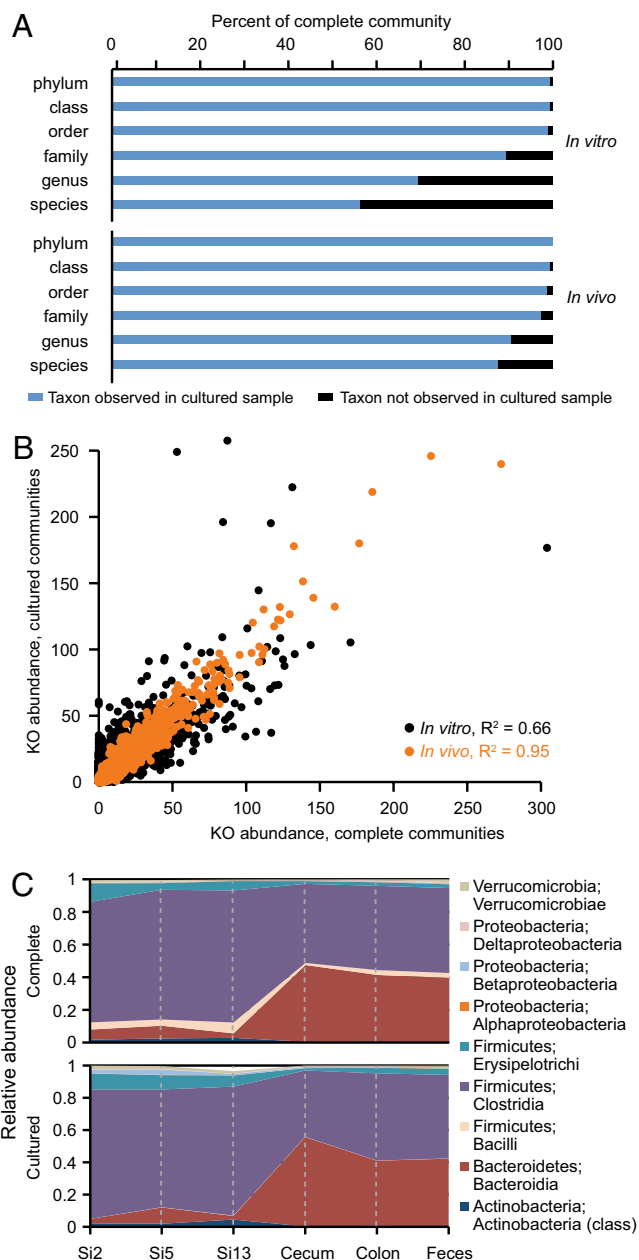 A
Percent of complete community
0 20 40 60 80 100
phylum
class
order
family
genus
species
In vitro
phylum
class
order
family
genus
species
In vivo
Taxon observed in cultured sample
Taxon not observed in cultured sample
B
KO abundance, cultured communities
250
200
150
100
50
0
0 50 100 150 200 250 300
KO abundance, complete communities
In vitro, R² = 0.66
In vivo, R² = 0.95
C
Relative abundance
Complete
1
0.8
0.6
0.4
0.2
0
Cultured
1
0.8
0.6
0.4
0.2
0
Si2 Si5 Si13 Cecum Colon Feces
Verrucomicrobia;
Verrucomicrobiae
Proteobacteria;
Deltaproteobacteria
Proteobacteria;
Betaproteobacteria
Proteobacteria;
Alphaproteobacteria
Firmicutes;
Erysipelotrichi
Firmicutes;
Clostridia
Firmicutes;
Bacilli
Bacteroidetes;
Bacteroidia
Actinobacteria;
Actinobacteria (class)